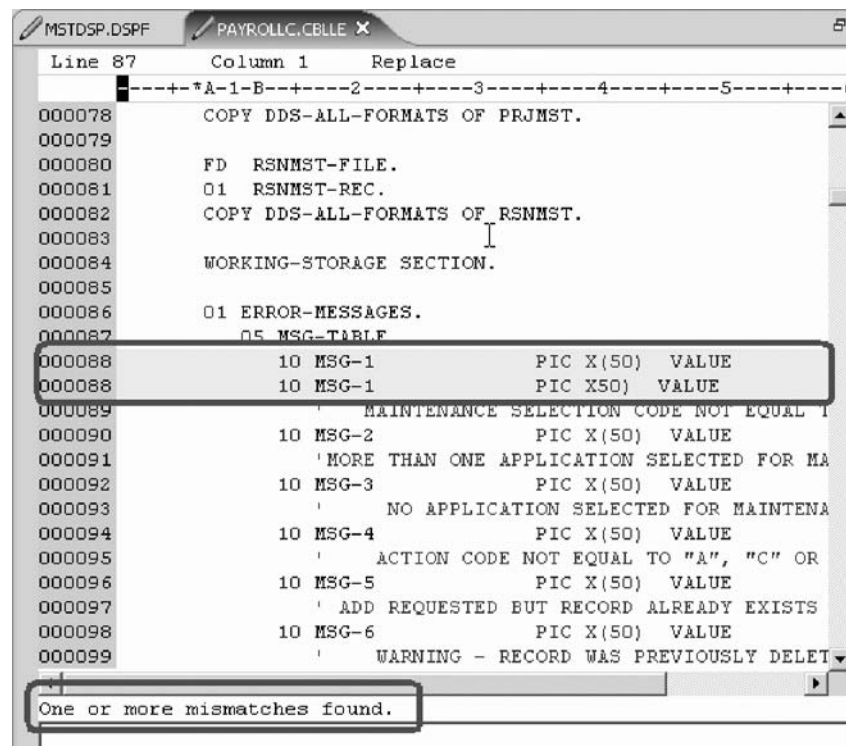 MSTDSP.DSPF PAYROLLC.CBLLE
Line 87 Column 1 Replace
----+-*A-1-B--+----2----+----3----+----4----+----5----+----
000078 COPY DDS-ALL-FORMATS OF PRJMST.
000079
000080 FD RSNMST-FILE.
000081 01 RSNMST-REC.
000082 COPY DDS-ALL-FORMATS OF RSNMST.
000083
000084 WORKING-STORAGE SECTION.
000085
000086 01 ERROR-MESSAGES.
000087 05 MSG-TABLE
000088 10 MSG-1 PIC X(50) VALUE
000088 10 MSG-1 PIC X50) VALUE
000089 ' MAINTENANCE SELECTION CODE NOT EQUAL T
000090 10 MSG-2 PIC X(50) VALUE
000091 'MORE THAN ONE APPLICATION SELECTED FOR MA
000092 10 MSG-3 PIC X(50) VALUE
000093 ' NO APPLICATION SELECTED FOR MAINTENA
000094 10 MSG-4 PIC X(50) VALUE
000095 ' ACTION CODE NOT EQUAL TO "A", "C" OR
000096 10 MSG-5 PIC X(50) VALUE
000097 ' ADD REQUESTED BUT RECORD ALREADY EXISTS
000098 10 MSG-6 PIC X(50) VALUE
000099 ' WARNING - RECORD WAS PREVIOUSLY DELET
One or more mismatches found.